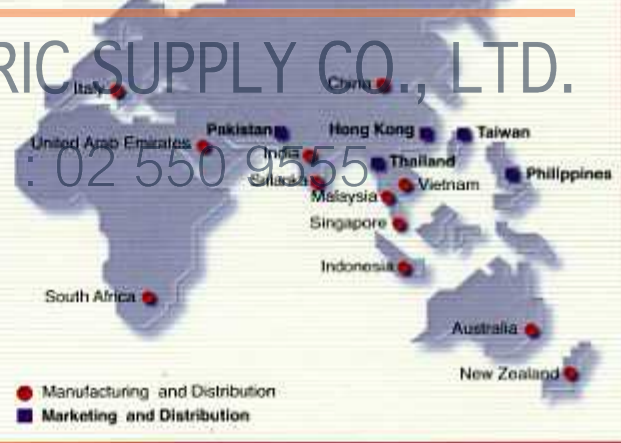 RIC SUPPLY CO., LTD.
Italy
China
United Arab Emirates
Pakistan
Hong Kong
Taiwan
: 02 550 9555
India
Thailand
Philippines
Vietnam
Malaysia
Singapore
Indonesia
South Africa
Australia
New Zealand
Manufacturing and Distribution
Marketing and Distribution